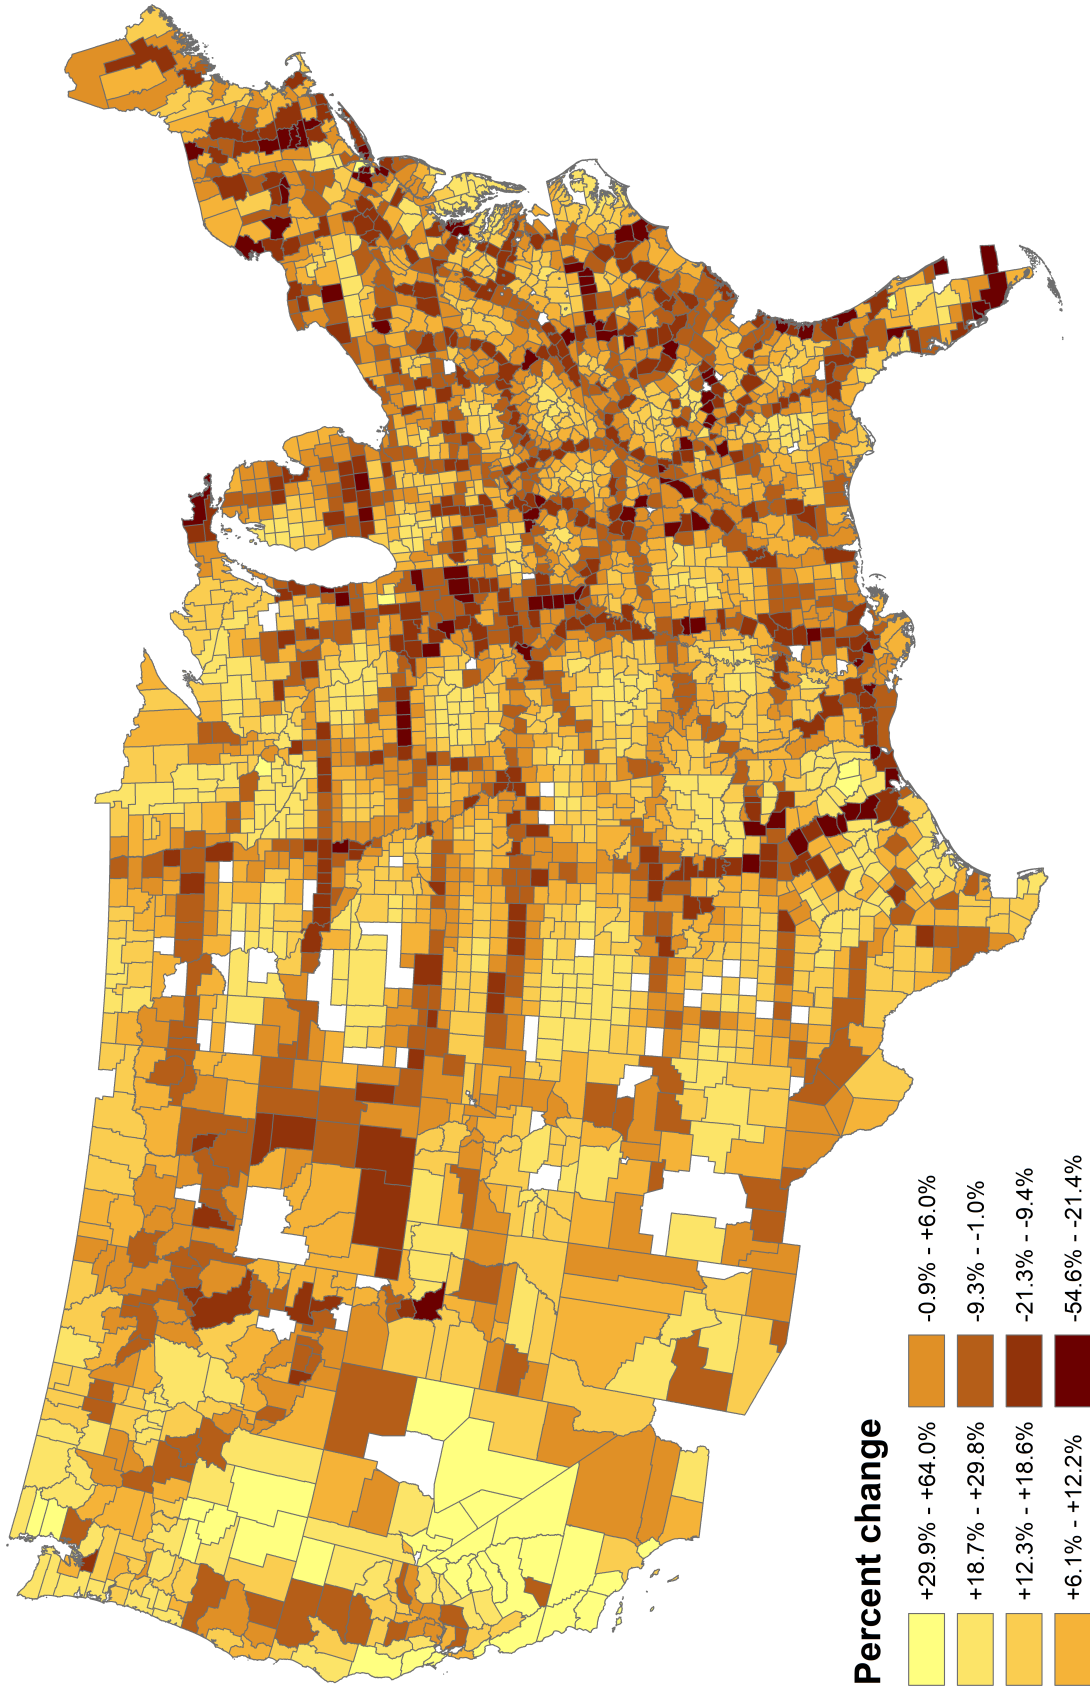 Percent change
+29.9% - +64.0%
+18.7% - +29.8%
+12.3% - +18.6%
+6.1% - +12.2%
-0.9% - +6.0%
-9.3% - -1.0%
-21.3% - -9.4%
-54.6% - -21.4%